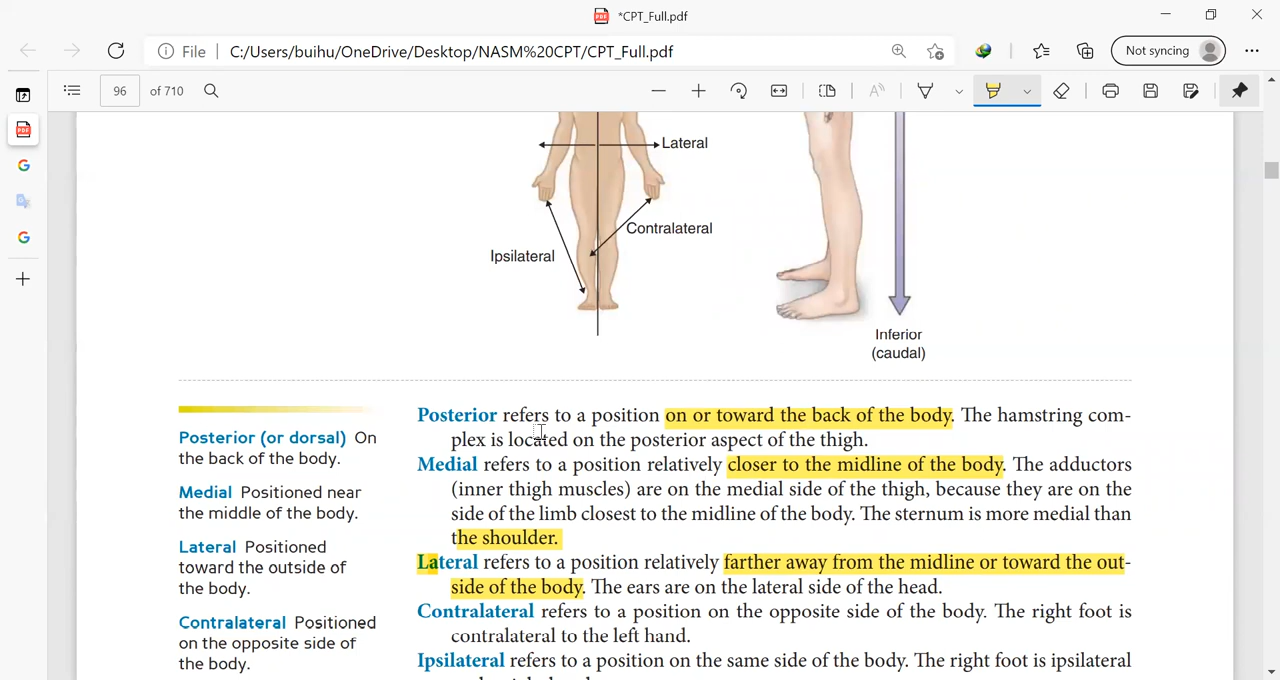 *CPT_Full.pdf
File
C:/Users/buihu/OneDrive/Desktop/NASM%20CPT/CPT_Full.pdf
Not syncing
96 of 710
Lateral
Contralateral
Ipsilateral
Inferior
(caudal)
Posterior (or dorsal) On
the back of the body.
Medial Positioned near
the middle of the body.
Lateral Positioned
toward the outside of
the body.
Contralateral Positioned
on the opposite side of
the body.
Posterior refers to a position on or toward the back of the body. The hamstring com-
plex is located on the posterior aspect of the thigh.
Medial refers to a position relatively closer to the midline of the body. The adductors
(inner thigh muscles) are on the medial side of the thigh, because they are on the
side of the limb closest to the midline of the body. The sternum is more medial than
the shoulder.
Lateral refers to a position relatively farther away from the midline or toward the out-
side of the body. The ears are on the lateral side of the head.
Contralateral refers to a position on the opposite side of the body. The right foot is
contralateral to the left hand.
Ipsilateral refers to a position on the same side of the body. The right foot is ipsilateral